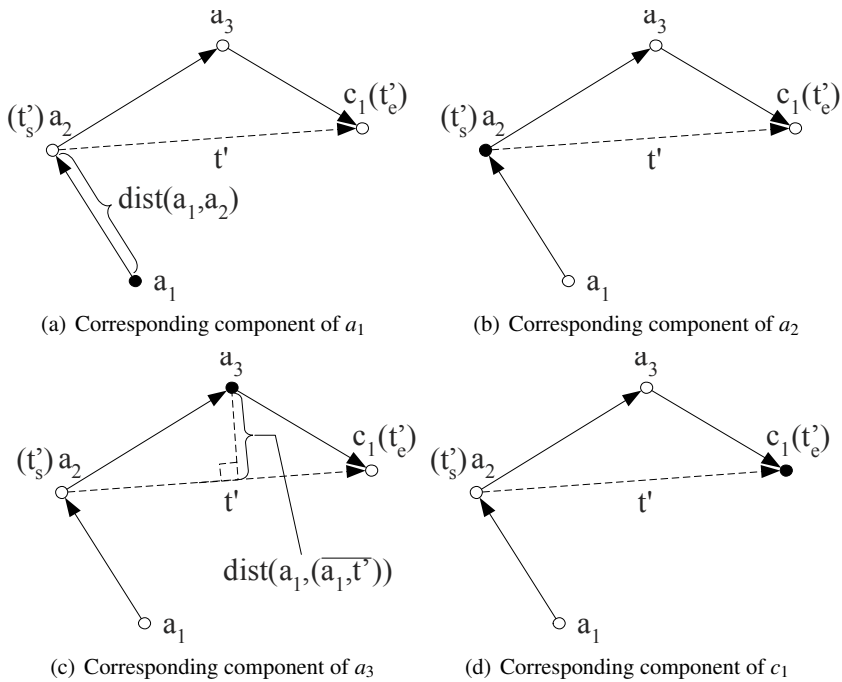 a₃
c₁(t'ₑ)
(t'ₛ) a₂
t'
dist(a₁,a₂)
a₁
(a) Corresponding component of a₁
a₃
c₁(t'ₑ)
(t'ₛ) a₂
t'
a₁
(b) Corresponding component of a₂
a₃
c₁(t'ₑ)
(t'ₛ) a₂
t'
dist(a₁,(a₁,t'))
a₁
(c) Corresponding component of a₃
a₃
c₁(t'ₑ)
(t'ₛ) a₂
t'
a₁
(d) Corresponding component of c₁